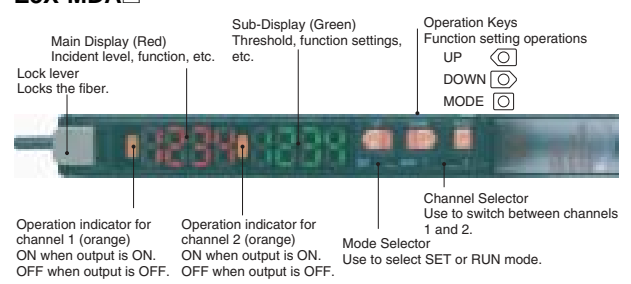 E3X-MDA□
Main Display (Red)
Incident level, function, etc.
Sub-Display (Green)
Threshold, function settings,
etc.
Operation Keys
Function setting operations
UP
DOWN
MODE
Lock lever
Locks the fiber.
1234 1234
Operation indicator for
channel 1 (orange)
ON when output is ON.
OFF when output is OFF.
Operation indicator for
channel 2 (orange)
ON when output is ON.
OFF when output is OFF.
Mode Selector
Use to select SET or RUN mode.
Channel Selector
Use to switch between channels
1 and 2.